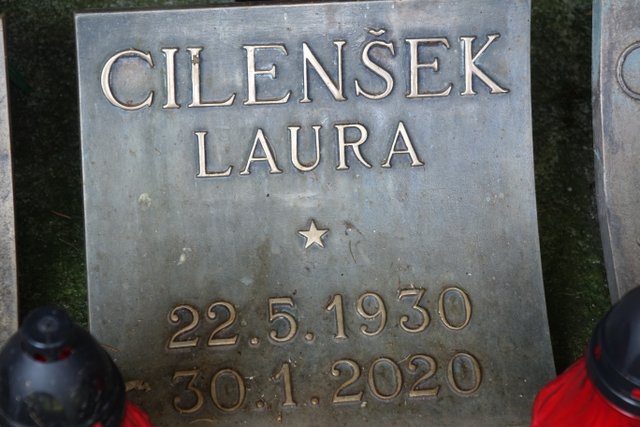 CILENŠEK
LAURA
22.5.1930
- 30.1.2020